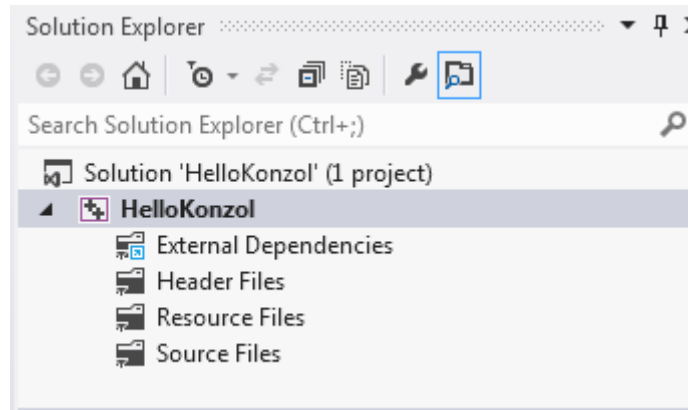 Solution Explorer
Search Solution Explorer (Ctrl+;)
Solution 'HelloKonzol' (1 project)
HelloKonzol
External Dependencies
Header Files
Resource Files
Source Files